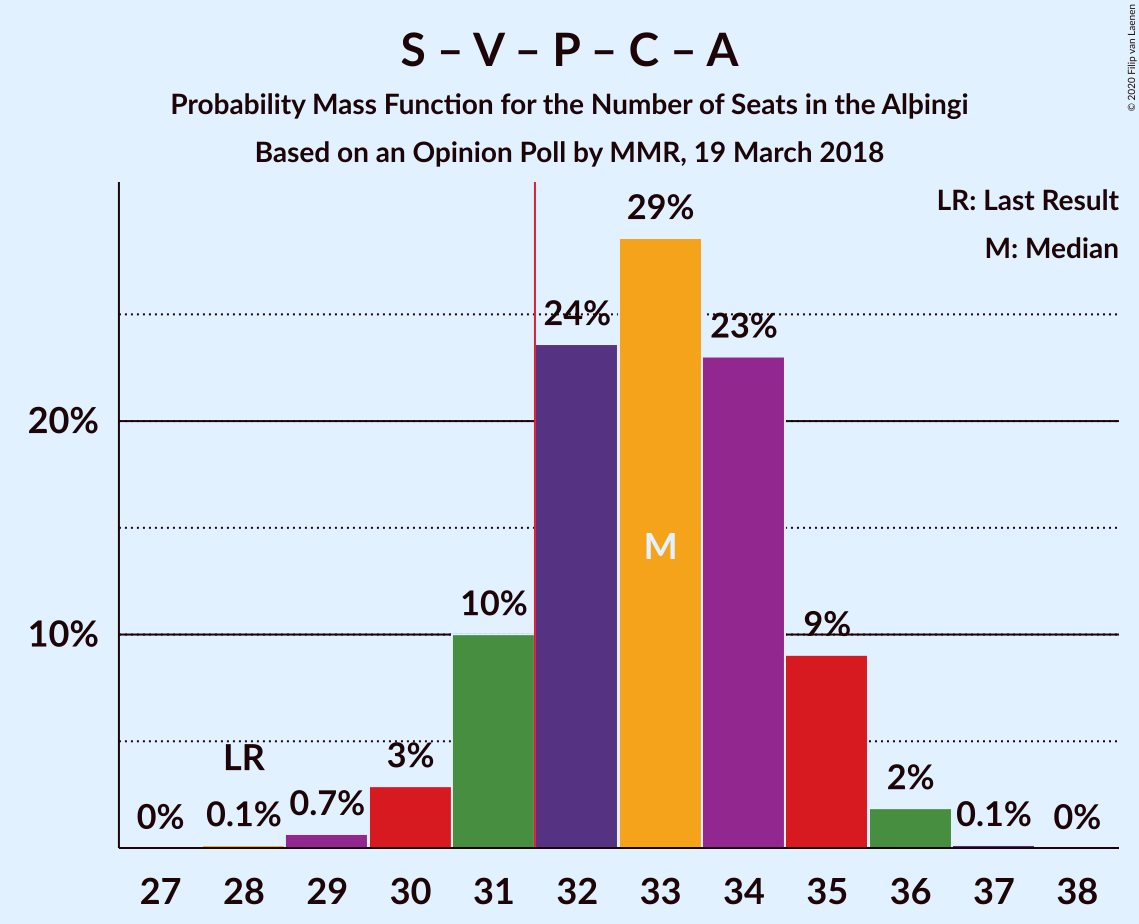 S – V – P – C – A
Probability Mass Function for the Number of Seats in the Alþingi
Based on an Opinion Poll by MMR, 19 March 2018
© 2020 Filip van Laenen
LR: Last Result
M: Median
29%
24%
23%
20%
M
10%
10%
9%
LR
3%
2%
0%
0.1%
0.7%
0.1%
0%
27 28 29 30 31 32 33 34 35 36 37 38